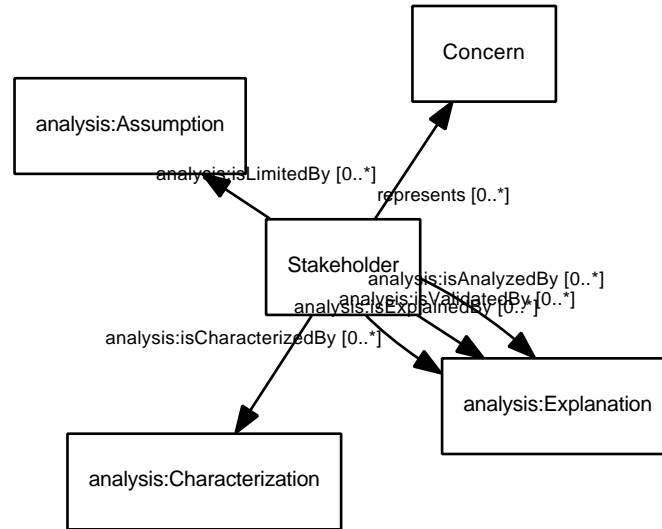 Concern
analysis:Assumption
analysis:isLimitedBy [0..*]
represents [0..*]
Stakeholder
analysis:isAnalyzedBy [0..*]
analysis:isValidatedBy [0..*]
analysis:isExplainedBy [0..*]
analysis:isCharacterizedBy [0..*]
analysis:Explanation
analysis:Characterization